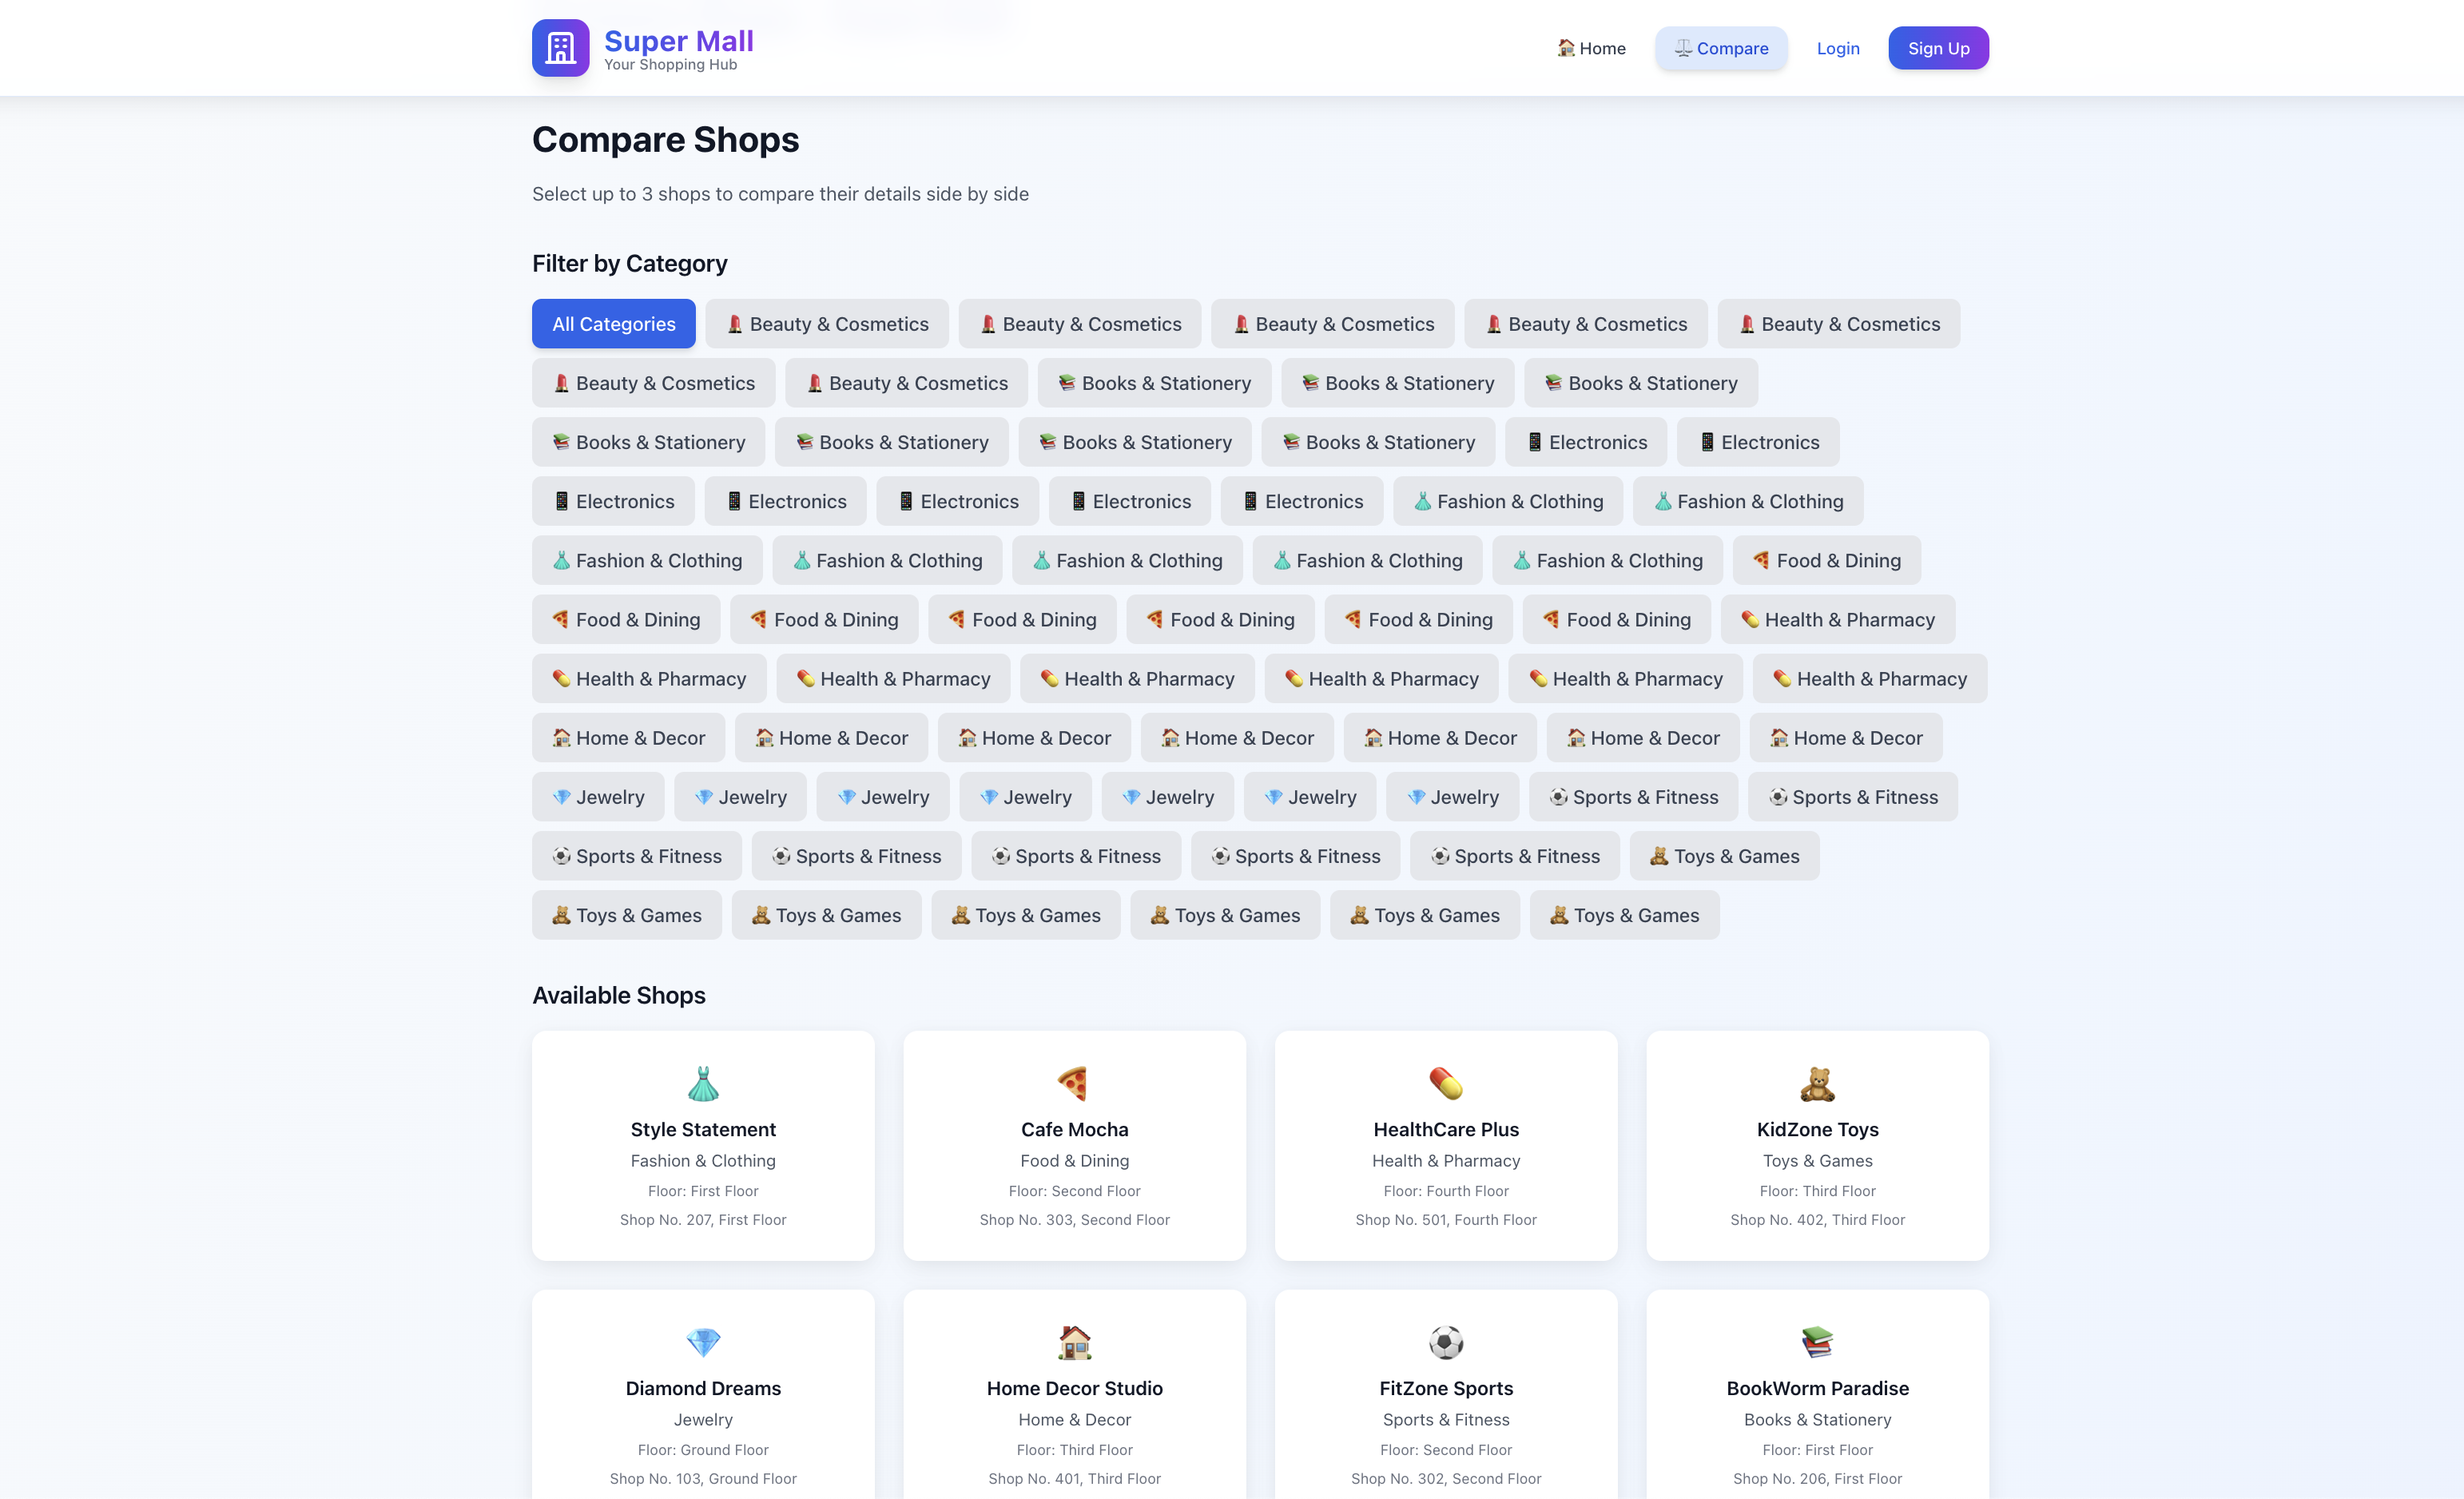 Super Mall
Your Shopping Hub
🏠 Home ⚖️ Compare Login Sign Up
Compare Shops
Select up to 3 shops to compare their details side by side
Filter by Category
All Categories 💄 Beauty & Cosmetics 💄 Beauty & Cosmetics 💄 Beauty & Cosmetics 💄 Beauty & Cosmetics 💄 Beauty & Cosmetics
💄 Beauty & Cosmetics 💄 Beauty & Cosmetics 📚 Books & Stationery 📚 Books & Stationery 📚 Books & Stationery
📚 Books & Stationery 📚 Books & Stationery 📚 Books & Stationery 📚 Books & Stationery 📱 Electronics 📱 Electronics
📱 Electronics 📱 Electronics 📱 Electronics 📱 Electronics 📱 Electronics 👗 Fashion & Clothing 👗 Fashion & Clothing
👗 Fashion & Clothing 👗 Fashion & Clothing 👗 Fashion & Clothing 👗 Fashion & Clothing 👗 Fashion & Clothing 🍕 Food & Dining
🍕 Food & Dining 🍕 Food & Dining 🍕 Food & Dining 🍕 Food & Dining 🍕 Food & Dining 🍕 Food & Dining 💊 Health & Pharmacy
💊 Health & Pharmacy 💊 Health & Pharmacy 💊 Health & Pharmacy 💊 Health & Pharmacy 💊 Health & Pharmacy 💊 Health & Pharmacy
🏠 Home & Decor 🏠 Home & Decor 🏠 Home & Decor 🏠 Home & Decor 🏠 Home & Decor 🏠 Home & Decor 🏠 Home & Decor
💎 Jewelry 💎 Jewelry 💎 Jewelry 💎 Jewelry 💎 Jewelry 💎 Jewelry 💎 Jewelry ⚽ Sports & Fitness ⚽ Sports & Fitness
⚽ Sports & Fitness ⚽ Sports & Fitness ⚽ Sports & Fitness ⚽ Sports & Fitness ⚽ Sports & Fitness 🧸 Toys & Games
🧸 Toys & Games 🧸 Toys & Games 🧸 Toys & Games 🧸 Toys & Games 🧸 Toys & Games 🧸 Toys & Games
Available Shops
Style Statement
Fashion & Clothing
Floor: First Floor
Shop No. 207, First Floor
Cafe Mocha
Food & Dining
Floor: Second Floor
Shop No. 303, Second Floor
HealthCare Plus
Health & Pharmacy
Floor: Fourth Floor
Shop No. 501, Fourth Floor
KidZone Toys
Toys & Games
Floor: Third Floor
Shop No. 402, Third Floor
Diamond Dreams
Jewelry
Floor: Ground Floor
Shop No. 103, Ground Floor
Home Decor Studio
Home & Decor
Floor: Third Floor
Shop No. 401, Third Floor
FitZone Sports
Sports & Fitness
Floor: Second Floor
Shop No. 302, Second Floor
BookWorm Paradise
Books & Stationery
Floor: First Floor
Shop No. 206, First Floor